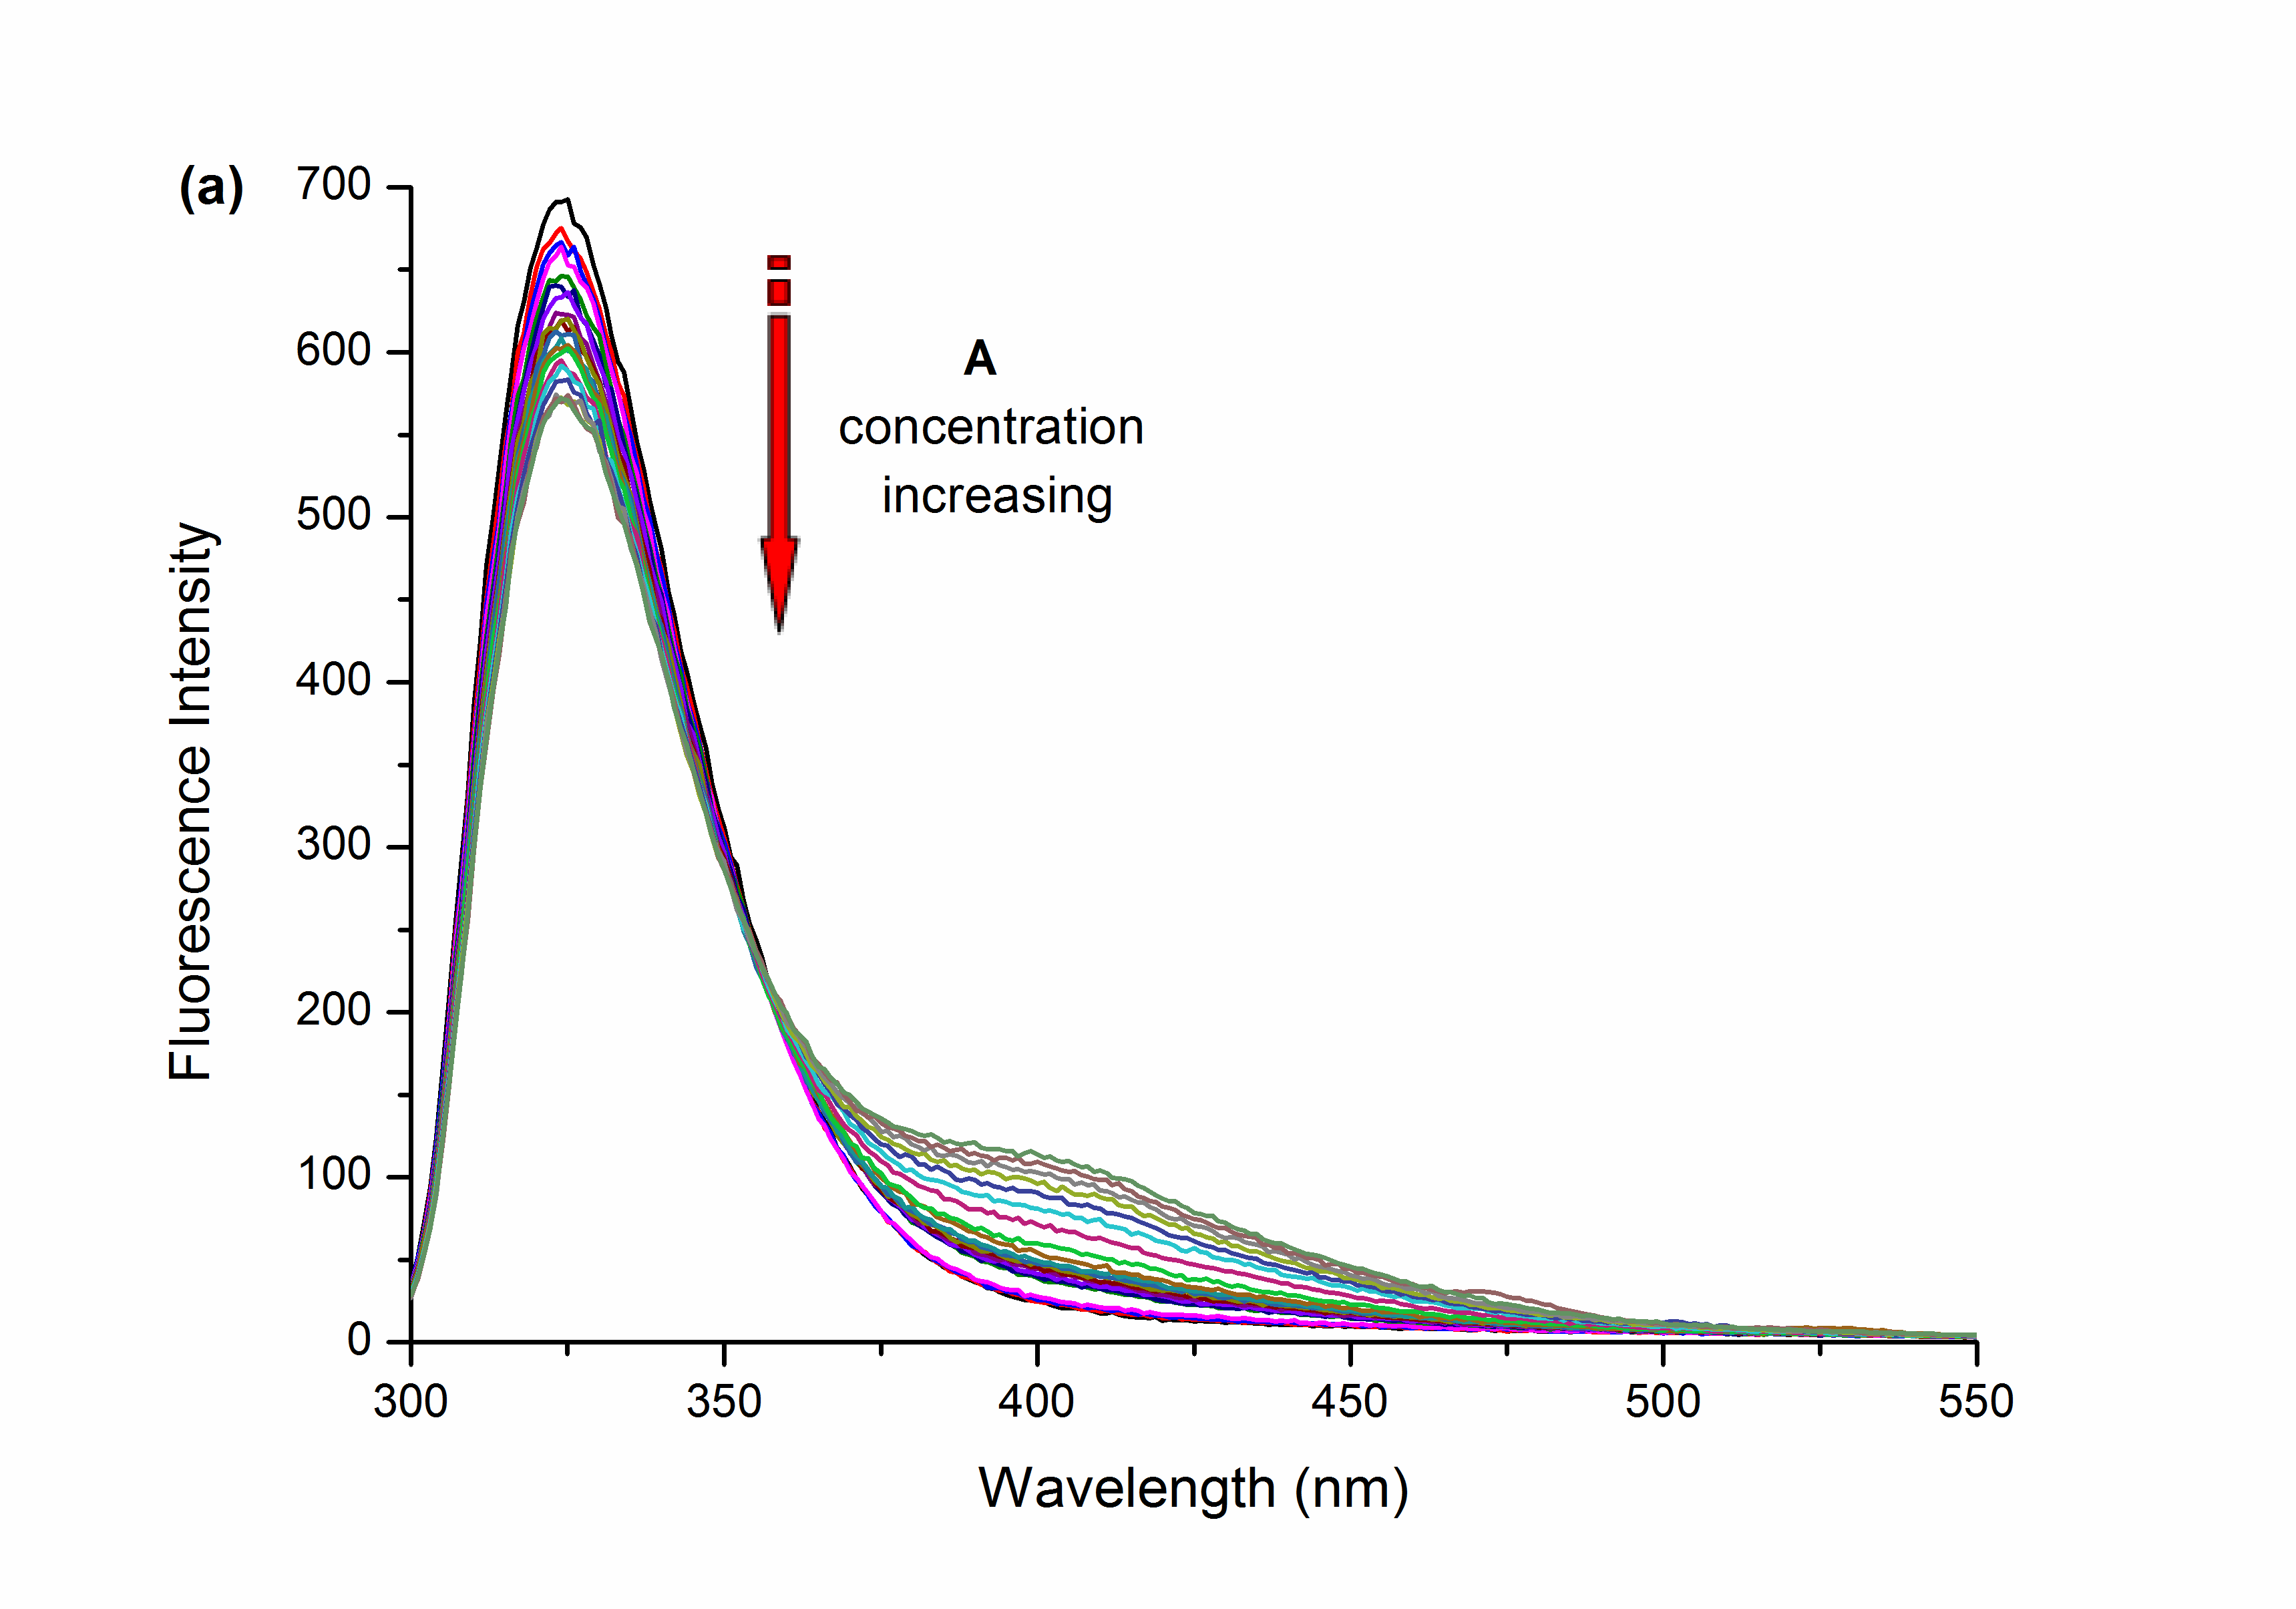 (a)
700
600
500
400
300
200
100
0
Fluorescence Intensity
A
concentration
increasing
300 350 400 450 500 550
Wavelength (nm)